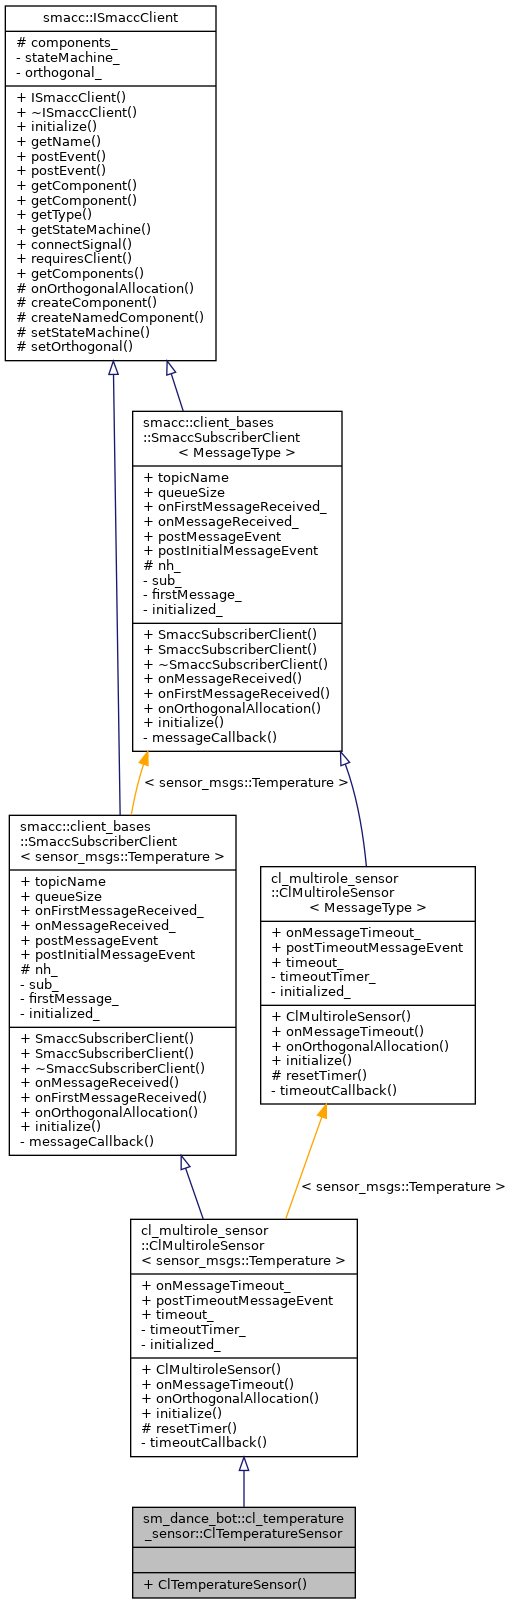 smacc::ISmaccClient
# components_
- stateMachine_
- orthogonal_
+ ISmaccClient()
+ ~ISmaccClient()
+ initialize()
+ getName()
+ postEvent()
+ postEvent()
+ getComponent()
+ getComponent()
+ getType()
+ getStateMachine()
+ connectSignal()
+ requiresClient()
+ getComponents()
# onOrthogonalAllocation()
# createComponent()
# createNamedComponent()
# setStateMachine()
# setOrthogonal()
smacc::client_bases
::SmaccSubscriberClient
< MessageType >
+ topicName
+ queueSize
+ onFirstMessageReceived_
+ onMessageReceived_
+ postMessageEvent
+ postInitialMessageEvent
# nh_
- sub_
- firstMessage_
- initialized_
+ SmaccSubscriberClient()
+ SmaccSubscriberClient()
+ ~SmaccSubscriberClient()
+ onMessageReceived()
+ onFirstMessageReceived()
+ onOrthogonalAllocation()
+ initialize()
- messageCallback()
< sensor_msgs::Temperature >
smacc::client_bases
::SmaccSubscriberClient
< sensor_msgs::Temperature >
+ topicName
+ queueSize
+ onFirstMessageReceived_
+ onMessageReceived_
+ postMessageEvent
+ postInitialMessageEvent
# nh_
- sub_
- firstMessage_
- initialized_
+ SmaccSubscriberClient()
+ SmaccSubscriberClient()
+ ~SmaccSubscriberClient()
+ onMessageReceived()
+ onFirstMessageReceived()
+ onOrthogonalAllocation()
+ initialize()
- messageCallback()
cl_multirole_sensor
::ClMultiroleSensor
< MessageType >
+ onMessageTimeout_
+ postTimeoutMessageEvent
+ timeout_
- timeoutTimer_
- initialized_
+ ClMultiroleSensor()
+ onMessageTimeout()
+ onOrthogonalAllocation()
+ initialize()
# resetTimer()
- timeoutCallback()
< sensor_msgs::Temperature >
cl_multirole_sensor
::ClMultiroleSensor
< sensor_msgs::Temperature >
+ onMessageTimeout_
+ postTimeoutMessageEvent
+ timeout_
- timeoutTimer_
- initialized_
+ ClMultiroleSensor()
+ onMessageTimeout()
+ onOrthogonalAllocation()
+ initialize()
# resetTimer()
- timeoutCallback()
sm_dance_bot::cl_temperature
_sensor::ClTemperatureSensor
+ ClTemperatureSensor()